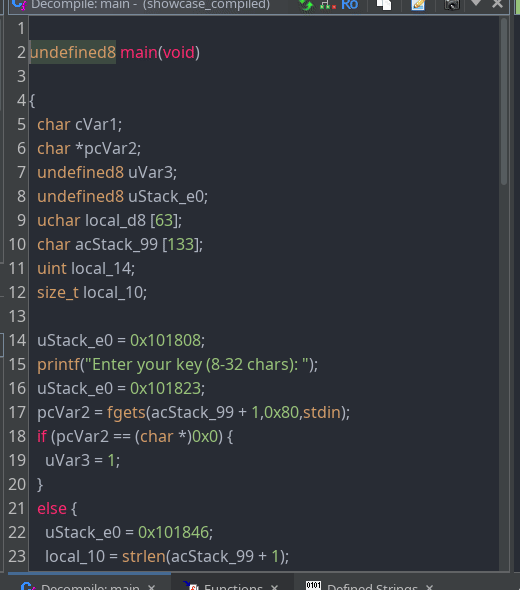 Decompile: main - (showcase_compiled)
1
2 undefined8 main(void)
3
4 {
5 char cVar1;
6 char *pcVar2;
7 undefined8 uVar3;
8 undefined8 uStack_e0;
9 uchar local_d8 [63];
10 char acStack_99 [133];
11 uint local_14;
12 size_t local_10;
13
14 uStack_e0 = 0x101808;
15 printf("Enter your key (8-32 chars): ");
16 uStack_e0 = 0x101823;
17 pcVar2 = fgets(acStack_99 + 1,0x80,stdin);
18 if (pcVar2 == (char *)0x0) {
19 uVar3 = 1;
20 }
21 else {
22 uStack_e0 = 0x101846;
23 local_10 = strlen(acStack_99 + 1);
Decompile: main × Functions × 0101 Defined Strings ×